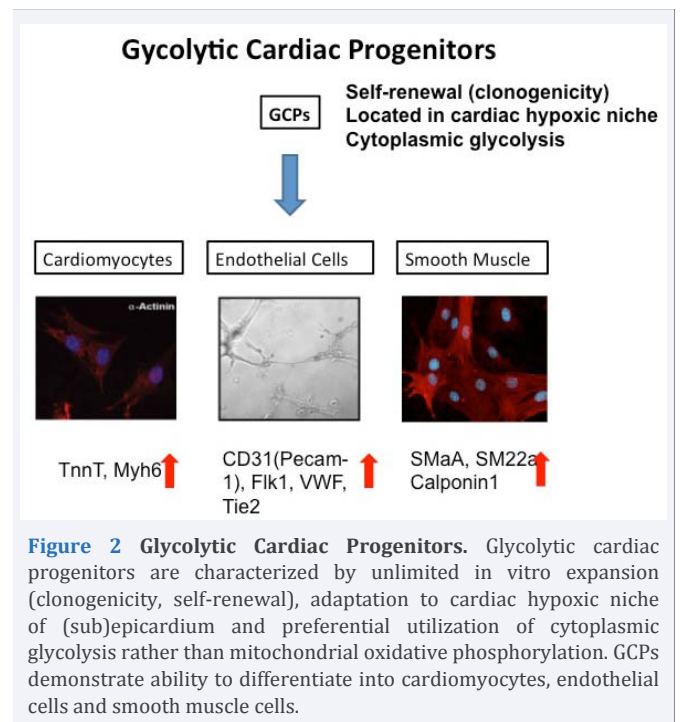 Gycolytic Cardiac Progenitors
GCPs
Self-renewal (clonogenicity)
Located in cardiac hypoxic niche
Cytoplasmic glycolysis
Cardiomyocytes
Endothelial Cells
Smooth Muscle
α-Actinin
TnnT, Myh6
CD31(Pecam-
1), Flk1, VWF,
Tie2
SMaA, SM22a
Calponin1
Figure 2 Glycolytic Cardiac Progenitors. Glycolytic cardiac
progenitors are characterized by unlimited in vitro expansion
(clonogenicity, self-renewal), adaptation to cardiac hypoxic niche
of (sub)epicardium and preferential utilization of cytoplasmic
glycolysis rather than mitochondrial oxidative phosphorylation. GCPs
demonstrate ability to differentiate into cardiomyocytes, endothelial
cells and smooth muscle cells.